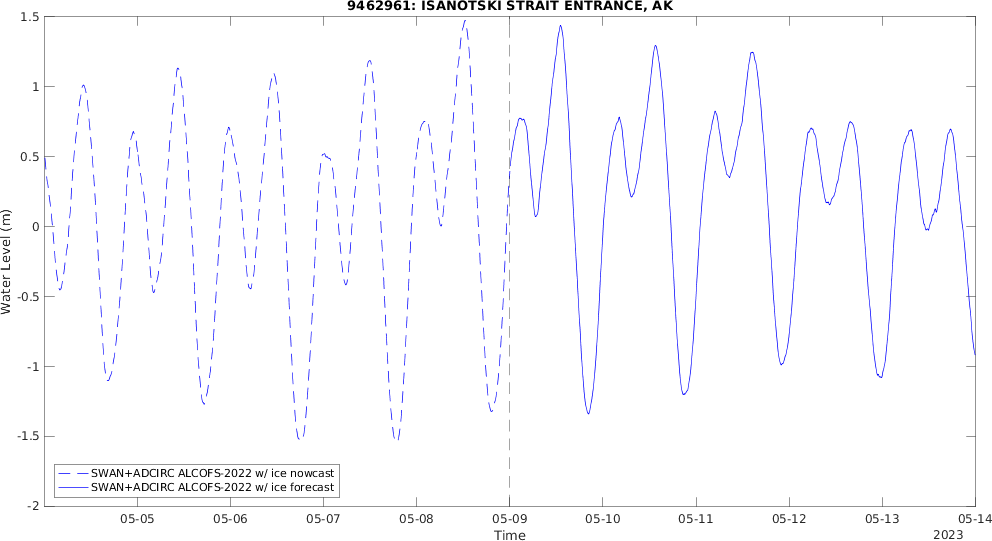 9462961: ISANOTSKI STRAIT ENTRANCE, AK
1.5
1
0.5
0
-0.5
-1
-1.5
-2
Water Level (m)
SWAN+ADCIRC ALCOFS-2022 w/ ice nowcast
SWAN+ADCIRC ALCOFS-2022 w/ ice forecast
05-05 05-06 05-07 05-08 05-09 05-10 05-11 05-12 05-13 05-14
Time
2023